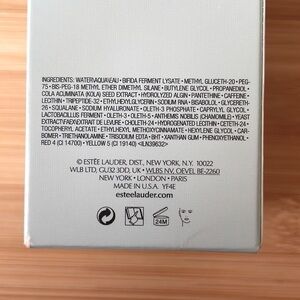 INGREDIENTS: WATER\AQUA\EAU • BIFIDA FERMENT LYSATE • METHYL GLUCETH-20 • PEG-
75 • BIS-PEG-18 METHYL ETHER DIMETHYL SILANE • BUTYLENE GLYCOL • PROPANEDIOL •
COLA ACUMINATA (KOLA) SEED EXTRACT • HYDROLYZED ALGIN • PANTETHINE • CAFFEINE •
LECITHIN • TRIPEPTIDE-32 • ETHYLHEXYLGLYCERIN • SODIUM RNA • BISABOLOL • GLYCERETH-
26 • SQUALANE • SODIUM HYALURONATE • OLETH-3 PHOSPHATE • CAPRYLYL GLYCOL •
LACTOBACILLUS FERMENT • OLETH-3 • OLETH-5 • ANTHEMIS NOBILIS (CHAMOMILE) • YEAST
EXTRACT\FAEX\EXTRAIT DE LEVURE • CHOLETH-24 • HYDROGENATED LECITHIN • CETETH-24 •
TOCOPHERYL ACETATE • ETHYLHEXYL METHOXYCINNAMATE • HEXYLENE GLYCOL • CARBO-
MER • TRIETHANOLAMINE • TRISODIUM EDTA • BHT • XANTHAN GUM • PHENOXYETHANOL •
RED 4 (CI 14700) • YELLOW 5 (CI 19140) <ILN39632>
© ESTĒE LAUDER, DIST, NEW YORK, N.Y. 10022
WLB LTD, GU32 3DD, UK • WLBS NV, OEVEL BE-2260
NEW YORK • LONDON • PARIS
MADE IN U.S.A. YF4E
esteelauder.com
24M